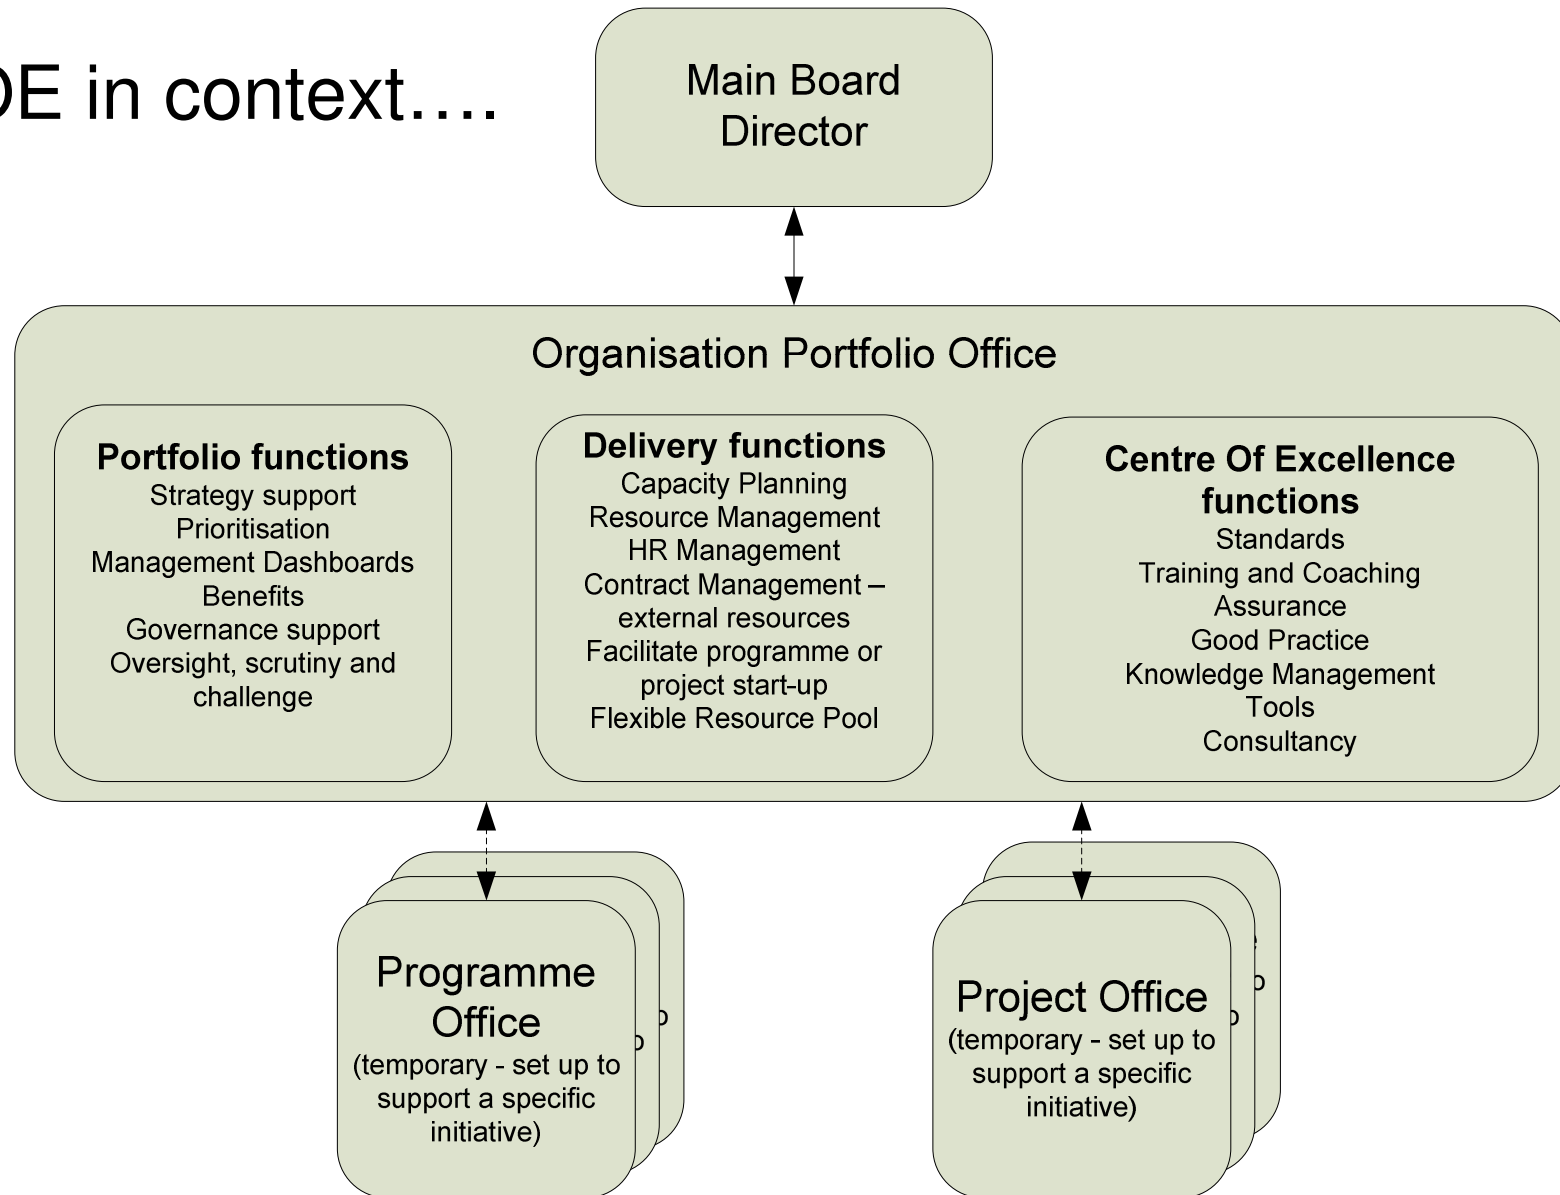 OE in context….
Main Board
Director
Organisation Portfolio Office
Portfolio functions
Strategy support
Prioritisation
Management Dashboards
Benefits
Governance support
Oversight, scrutiny and
challenge
Delivery functions
Capacity Planning
Resource Management
HR Management
Contract Management –
external resources
Facilitate programme or
project start-up
Flexible Resource Pool
Centre Of Excellence
functions
Standards
Training and Coaching
Assurance
Good Practice
Knowledge Management
Tools
Consultancy
Programme
Office
(temporary - set up to
support a specific
initiative)
Project Office
(temporary - set up to
support a specific
initiative)